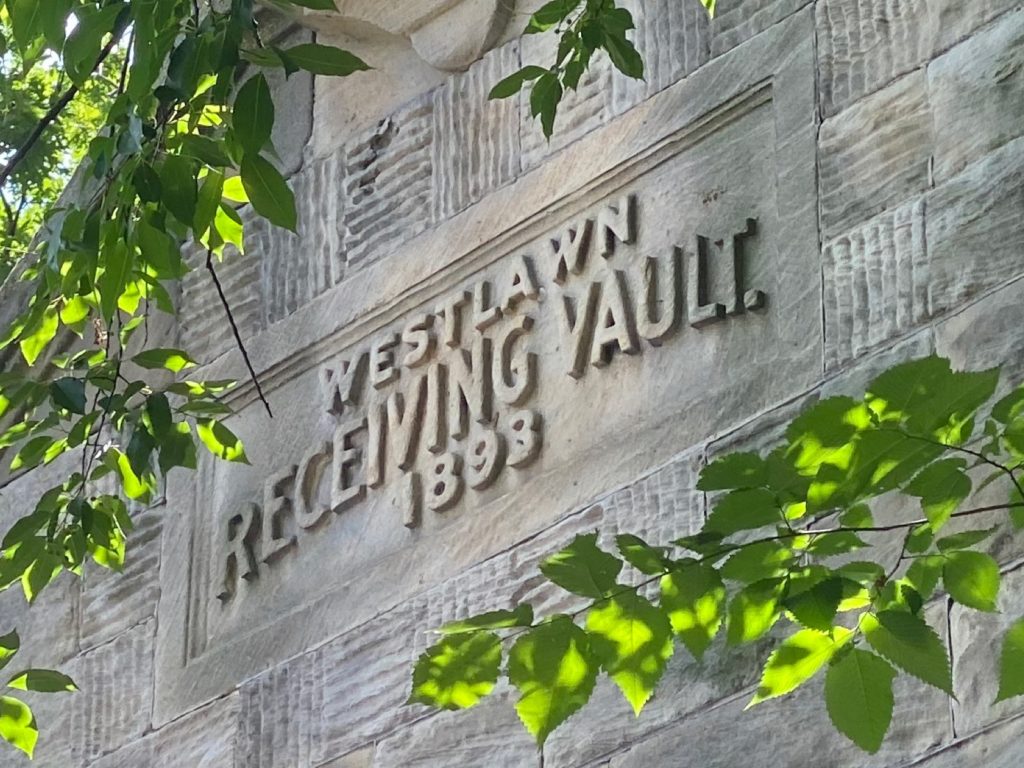 WESTLAWN
RECEIVING VAULT.
1893